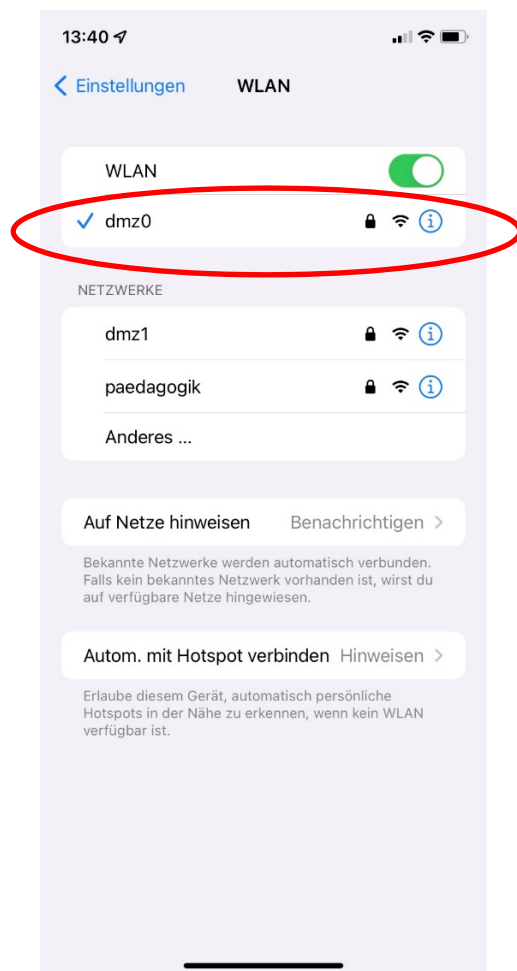 13:40
Einstellungen WLAN
WLAN
dmz0
NETZWERKE
dmz1
paedagogik
Anderes ...
Auf Netze hinweisen Benachrichtigen
Bekannte Netzwerke werden automatisch verbunden.
Falls kein bekanntes Netzwerk vorhanden ist, wirst du
auf verfügbare Netze hingewiesen.
Autom. mit Hotspot verbinden Hinweisen
Erlaube diesem Gerät, automatisch persönliche
Hotspots in der Nähe zu erkennen, wenn kein WLAN
verfügbar ist.